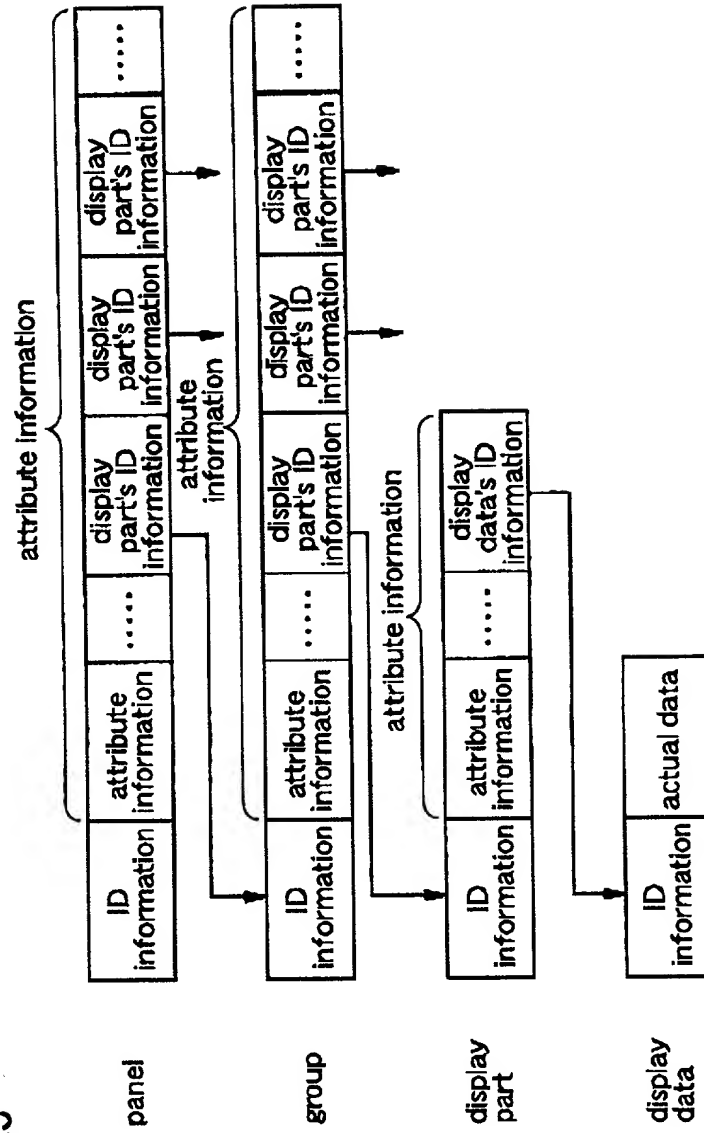 attribute information
panel
ID
information
attribute
information
.....
display
part's ID
information
display
part's ID
information
display
part's ID
information
.....
attribute
information
group
ID
information
attribute
information
.....
display
part's ID
information
display
part's ID
information
display
part's ID
information
.....
attribute information
display
part
ID
information
attribute
information
.....
display
data's ID
information
display
data
ID
information
actual data